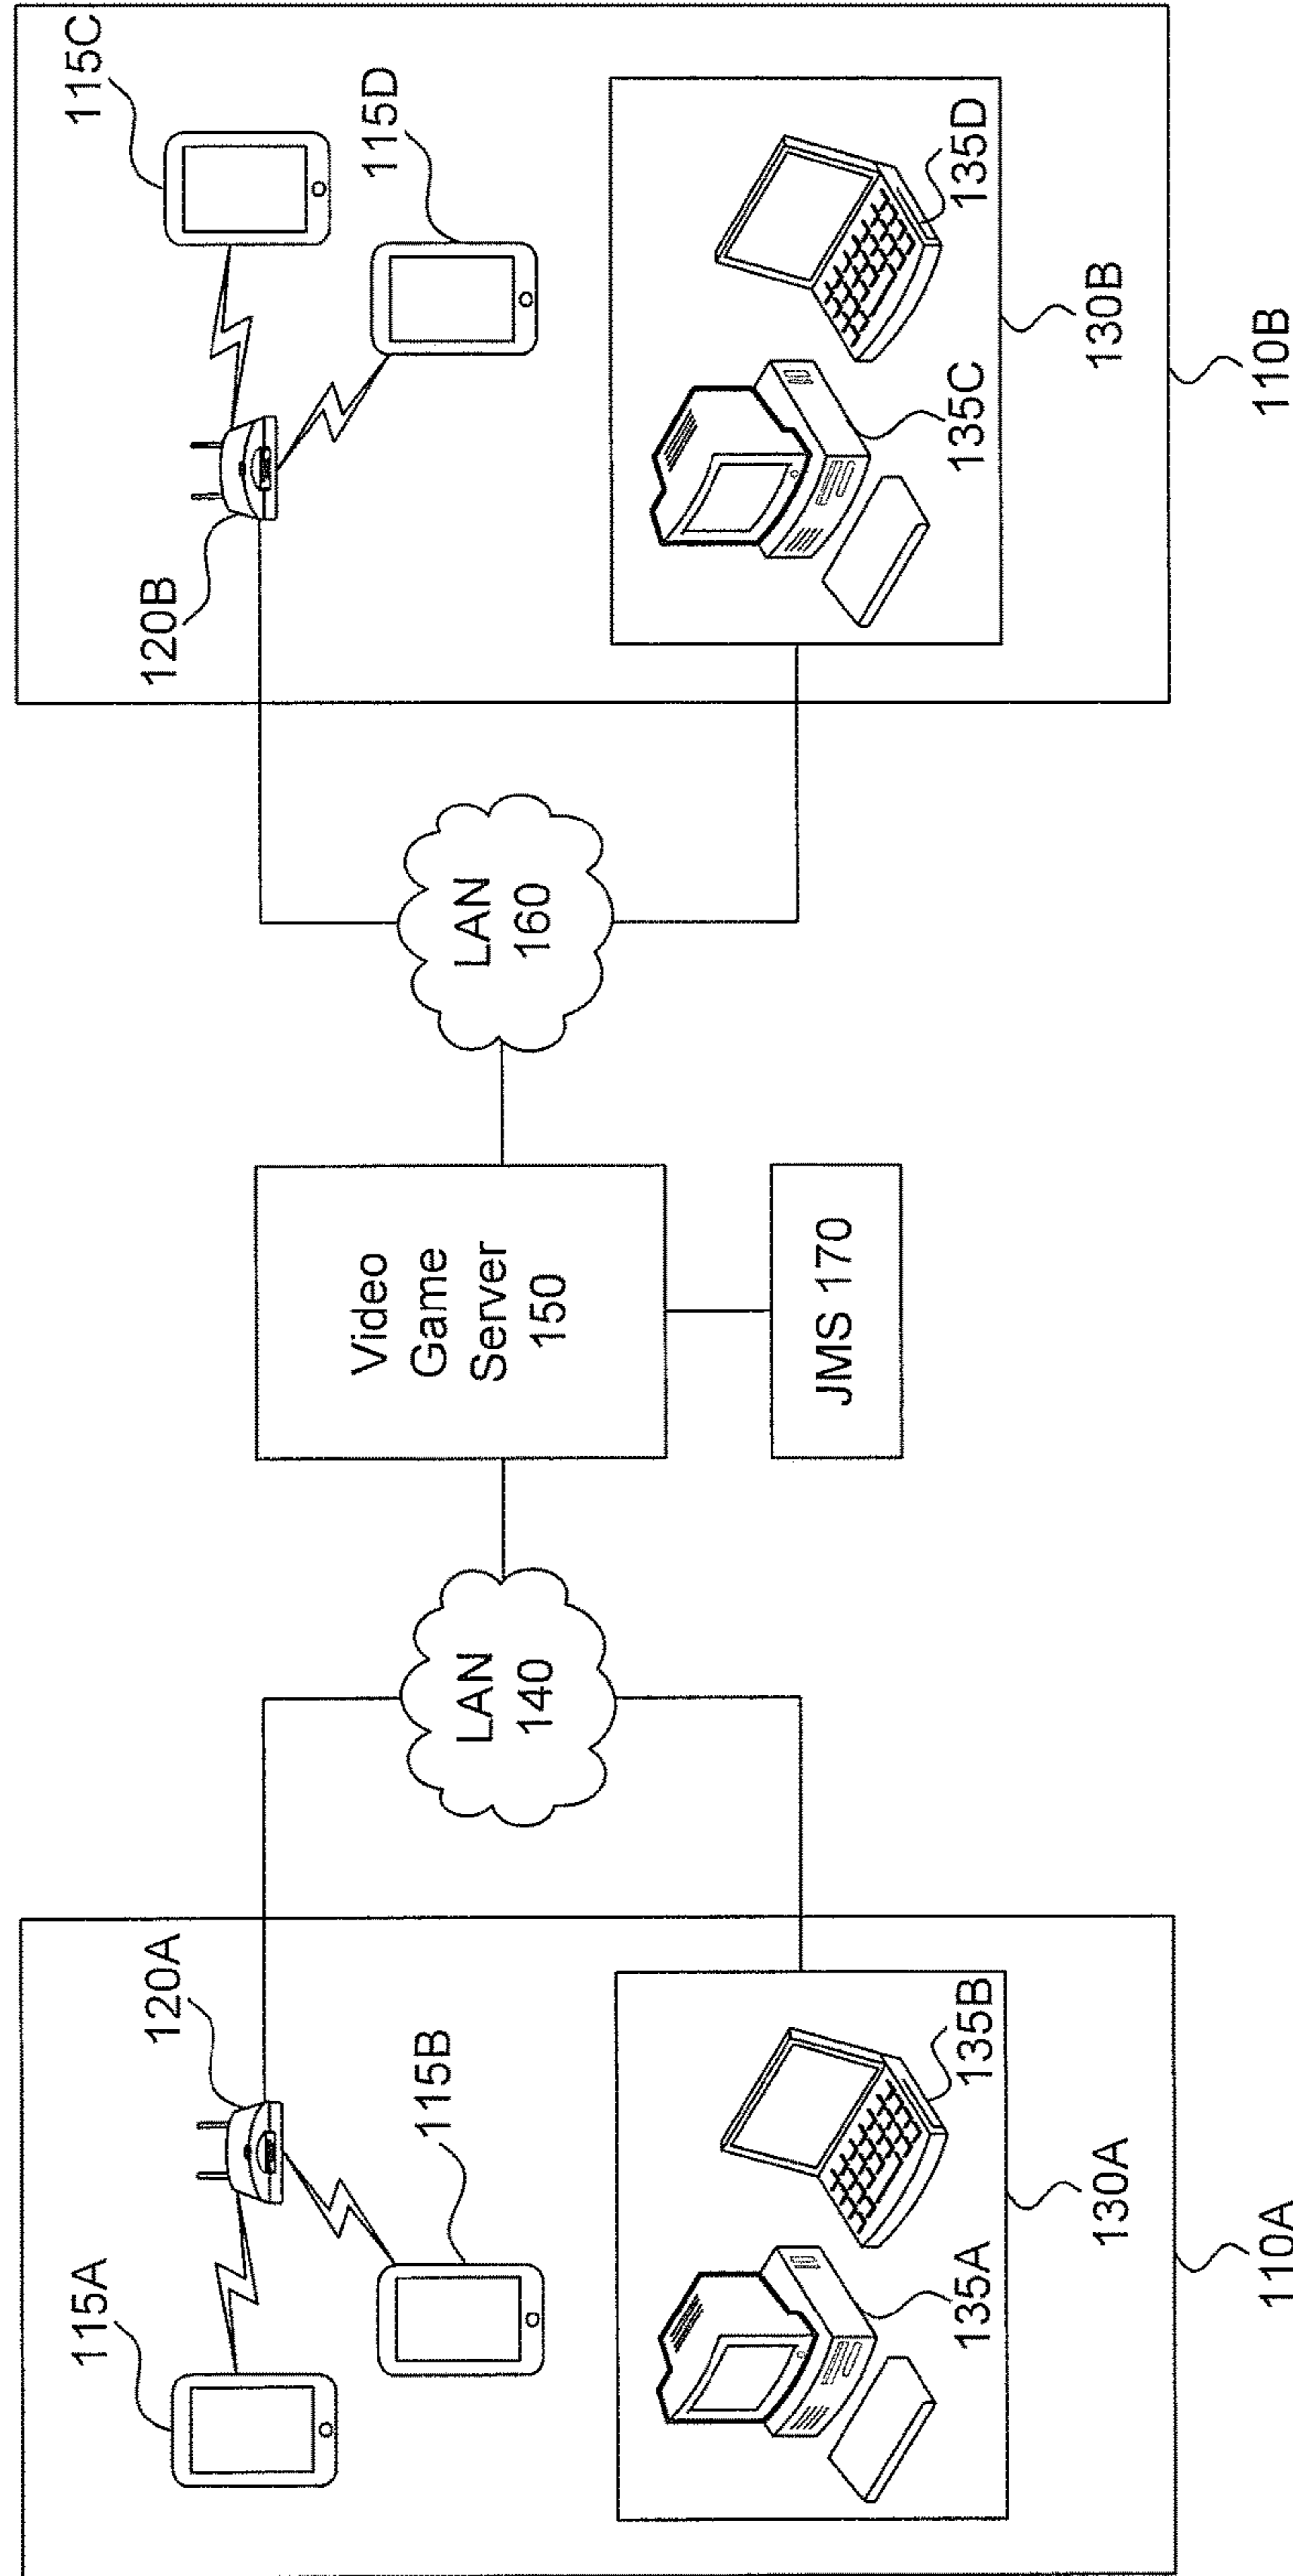 115A
120A
115B
135A
135B
130A
110A
LAN
140
Video
Game
Server
150
JMS 170
LAN
160
120B
115C
115D
135C
135D
130B
110B